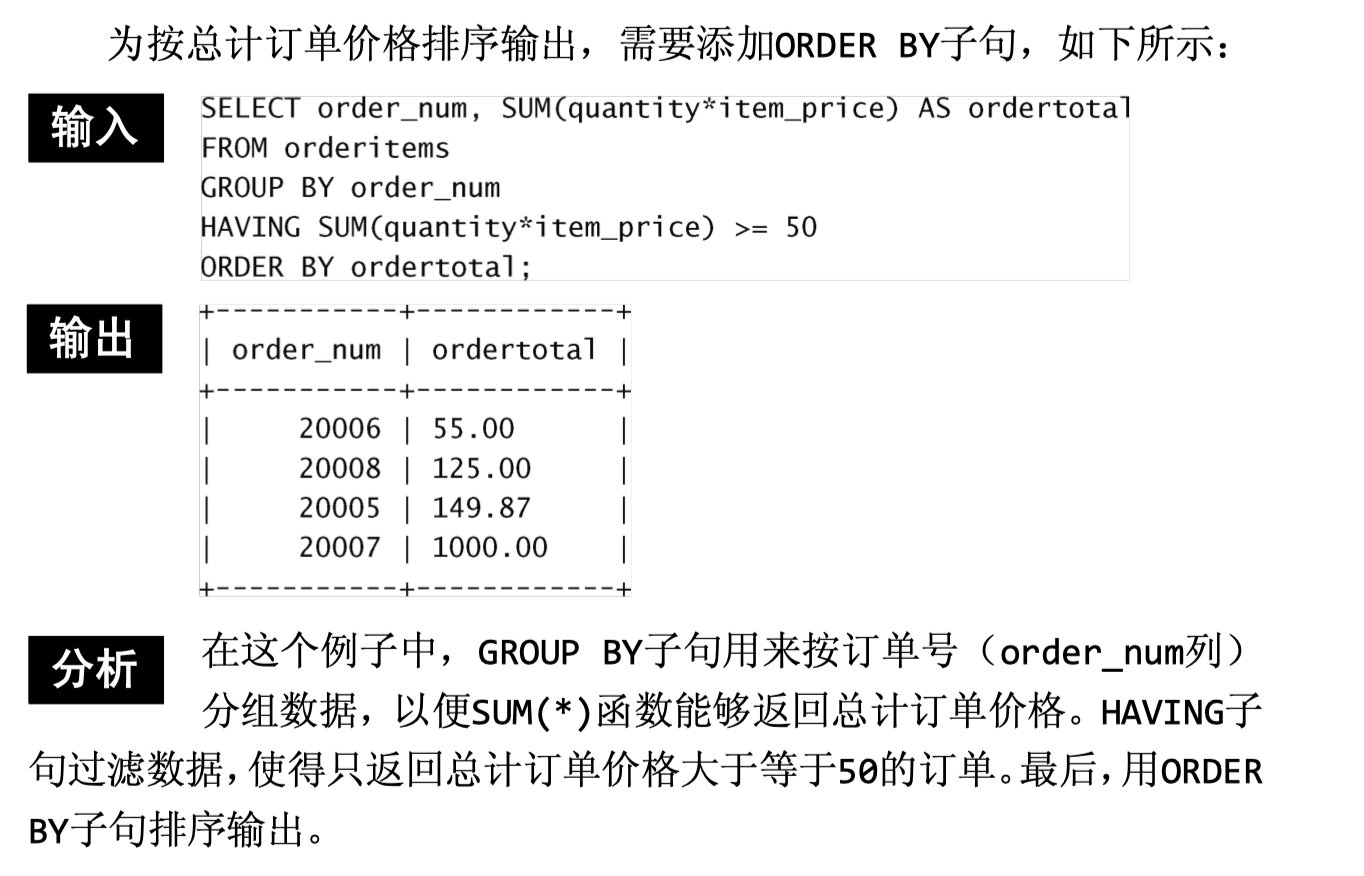 为按总计订单价格排序输出，需要添加ORDER BY子句，如下所示：
输入
SELECT order_num, SUM(quantity*item_price) AS ordertotal
FROM orderitems
GROUP BY order_num
HAVING SUM(quantity*item_price) >= 50
ORDER BY ordertotal;
输出
+-----------+------------+
| order_num | ordertotal |
+-----------+------------+
|     20006 | 55.00      |
|     20008 | 125.00     |
|     20005 | 149.87     |
|     20007 | 1000.00    |
+-----------+------------+
分析
在这个例子中，GROUP BY子句用来按订单号（order_num列）
分组数据，以便SUM(*)函数能够返回总计订单价格。HAVING子
句过滤数据，使得只返回总计订单价格大于等于50的订单。最后，用ORDER
BY子句排序输出。